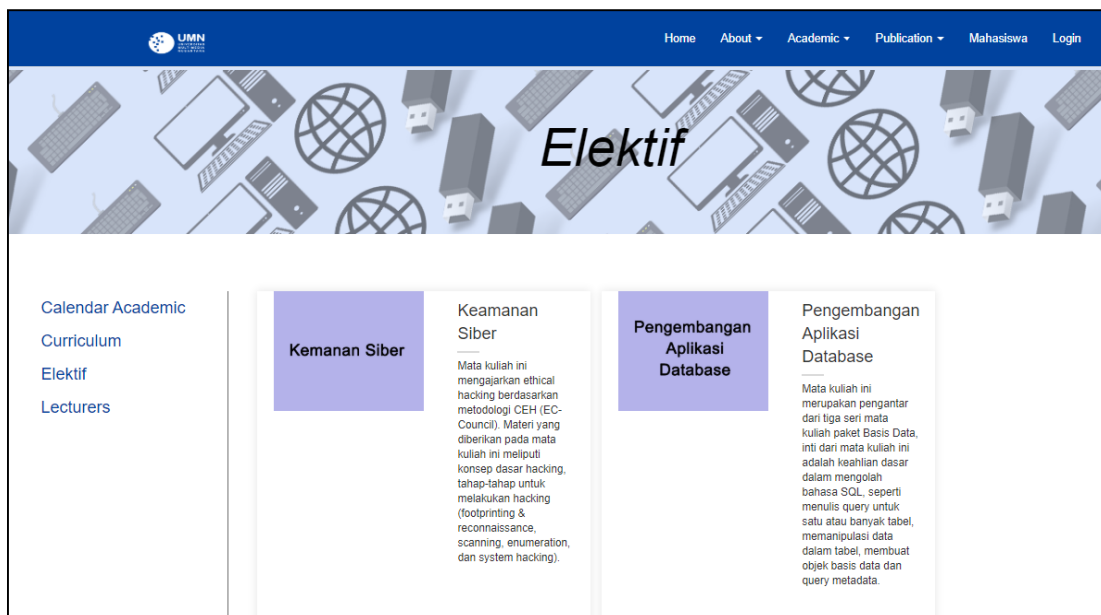 UMN
UNIVERSITAS
MULTIMEDIA
NUSANTARA
Home About Academic Publication Mahasiswa Login
Elektif
Calendar Academic
Curriculum
Elektif
Lecturers
Kemanan Siber
Keamanan
Siber
Mata kuliah ini
mengajarkan ethical
hacking berdasarkan
metodologi CEH (EC-
Council). Materi yang
diberikan pada mata
kuliah ini meliputi
konsep dasar hacking,
tahap-tahap untuk
melakukan hacking
(footprinting &
reconnaissance,
scanning, enumeration,
dan system hacking).
Pengembangan
Aplikasi
Database
Pengembangan
Aplikasi
Database
Mata kuliah ini
merupakan pengantar
dari tiga seri mata
kuliah paket Basis Data,
inti dari mata kuliah ini
adalah keahlian dasar
dalam mengolah
bahasa SQL, seperti
menulis query untuk
satu atau banyak tabel,
memanipulasi data
dalam tabel, membuat
objek basis data dan
query metadata.